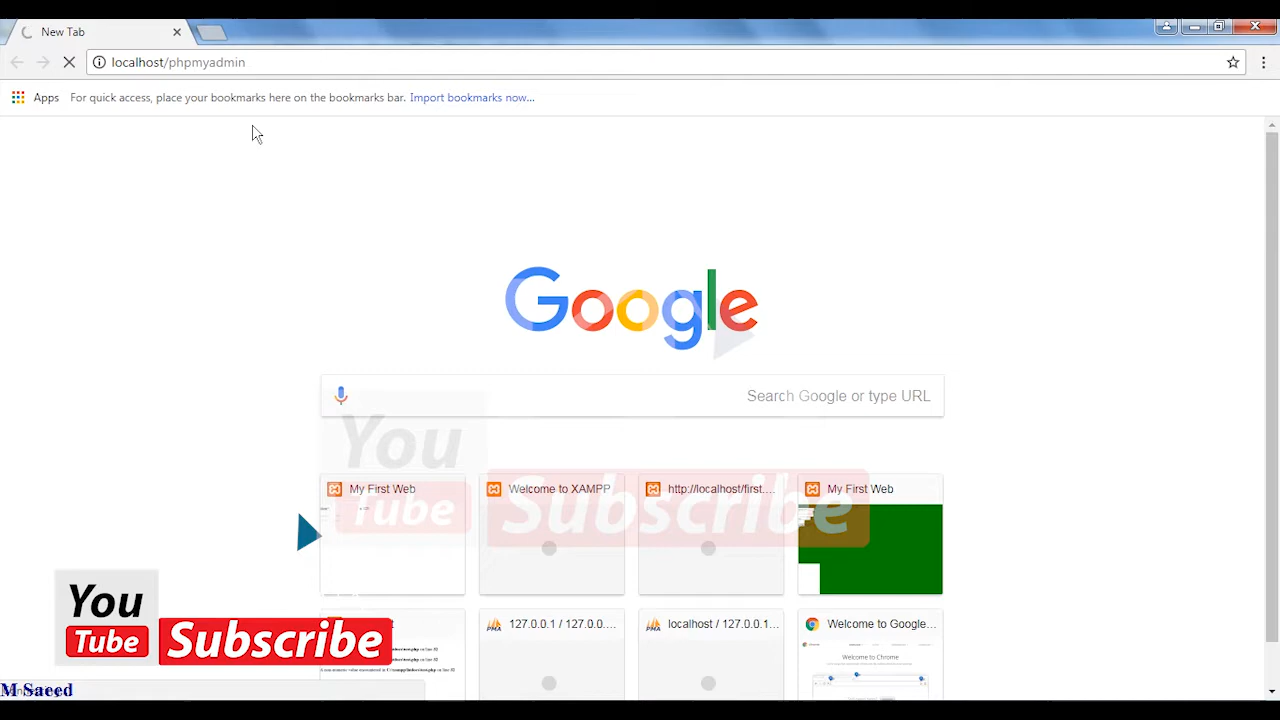 New Tab
localhost/phpmyadmin
Apps For quick access, place your bookmarks here on the bookmarks bar. Import bookmarks now...
Google
Search Google or type URL
You
Tube Subscribe
My First Web
Welcome to XAMPP
http://localhost/first....
My First Web
127.0.0.1 / 127.0.0....
localhost / 127.0.0.1...
Welcome to Google...
Welcome to Chrome
You
Tube Subscribe
M Saeed